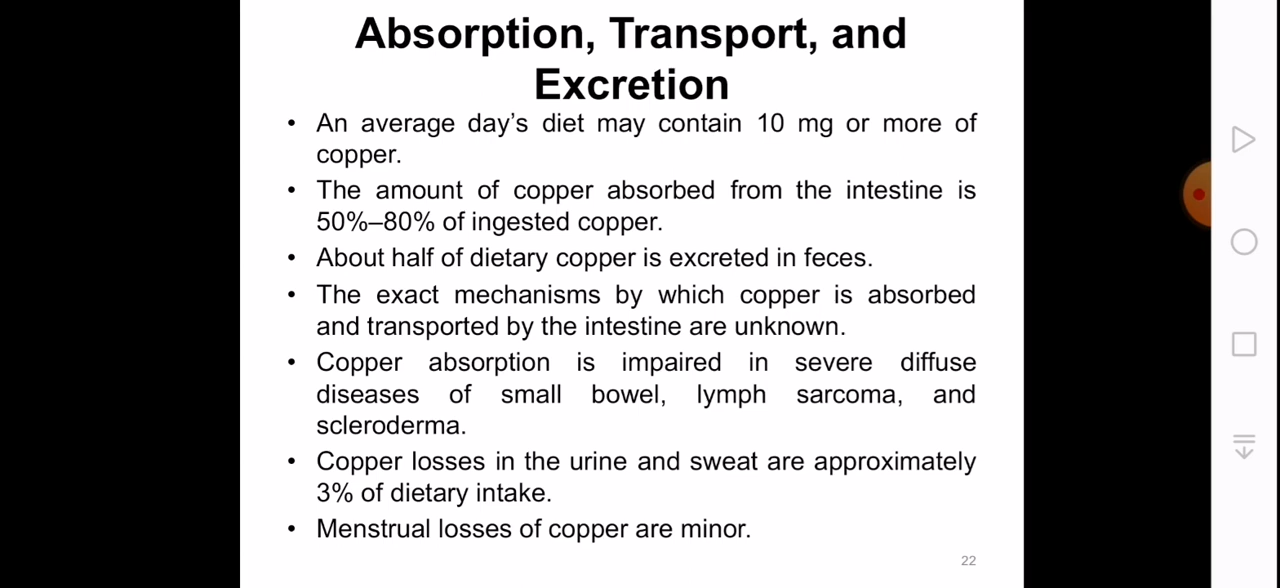 Absorption, Transport, and
Excretion
• An average day’s diet may contain 10 mg or more of
copper.
• The amount of copper absorbed from the intestine is
50%–80% of ingested copper.
• About half of dietary copper is excreted in feces.
• The exact mechanisms by which copper is absorbed
and transported by the intestine are unknown.
• Copper absorption is impaired in severe diffuse
diseases of small bowel, lymph sarcoma, and
scleroderma.
• Copper losses in the urine and sweat are approximately
3% of dietary intake.
• Menstrual losses of copper are minor.
22